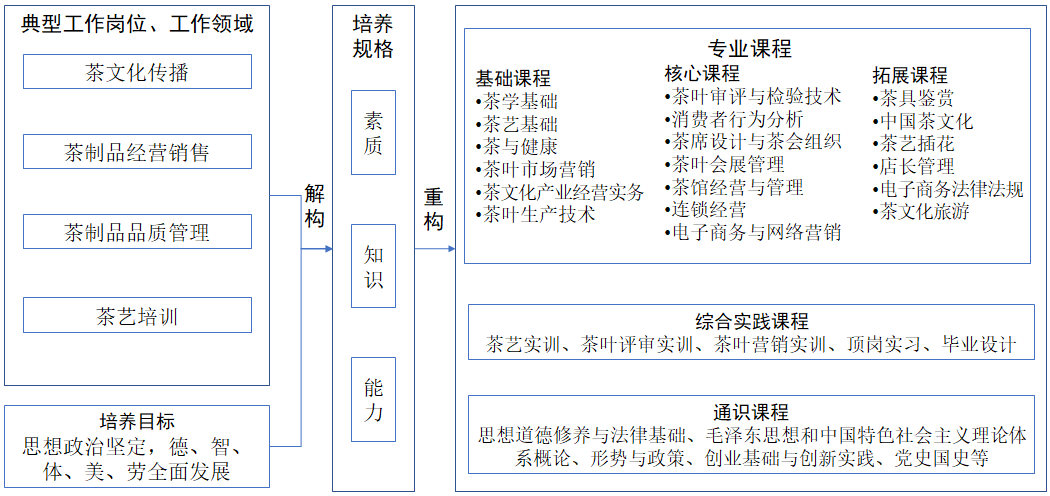 典型工作岗位、工作领域
茶文化传播
茶制品经营销售
茶制品品质管理
茶艺培训
培养目标
思想政治坚定，德、智、
体、美、劳全面发展
解
构
培养
规格
素
质
知
识
能
力
重
构
专业课程
基础课程
•茶学基础
•茶艺基础
•茶与健康
•茶叶市场营销
•茶文化产业经营实务
•茶叶生产技术
核心课程
•茶叶审评与检验技术
•消费者行为分析
•茶席设计与茶会组织
•茶叶会展管理
•茶馆经营与管理
•连锁经营
•电子商务与网络营销
拓展课程
•茶具鉴赏
•中国茶文化
•茶艺插花
•店长管理
•电子商务法律法规
•茶文化旅游
综合实践课程
茶艺实训、茶叶评审实训、茶叶营销实训、顶岗实习、毕业设计
通识课程
思想道德修养与法律基础、毛泽东思想和中国特色社会主义理论体
系概论、形势与政策、创业基础与创新实践、党史国史等